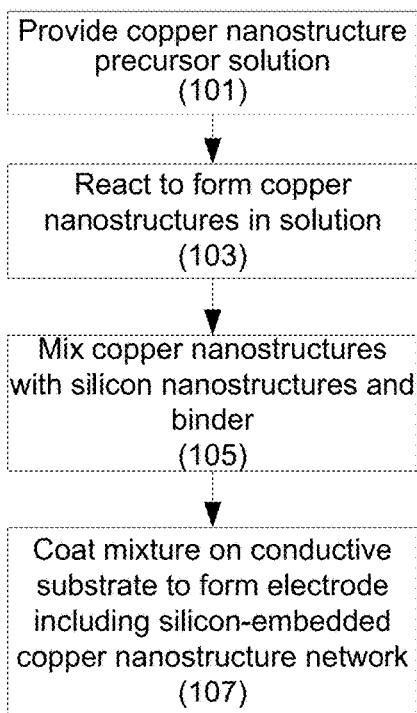 Provide copper nanostructure
precursor solution
(101)
React to form copper
nanostructures in solution
(103)
Mix copper nanostructures
with silicon nanostructures and
binder
(105)
Coat mixture on conductive
substrate to form electrode
including silicon-embedded
copper nanostructure network
(107)